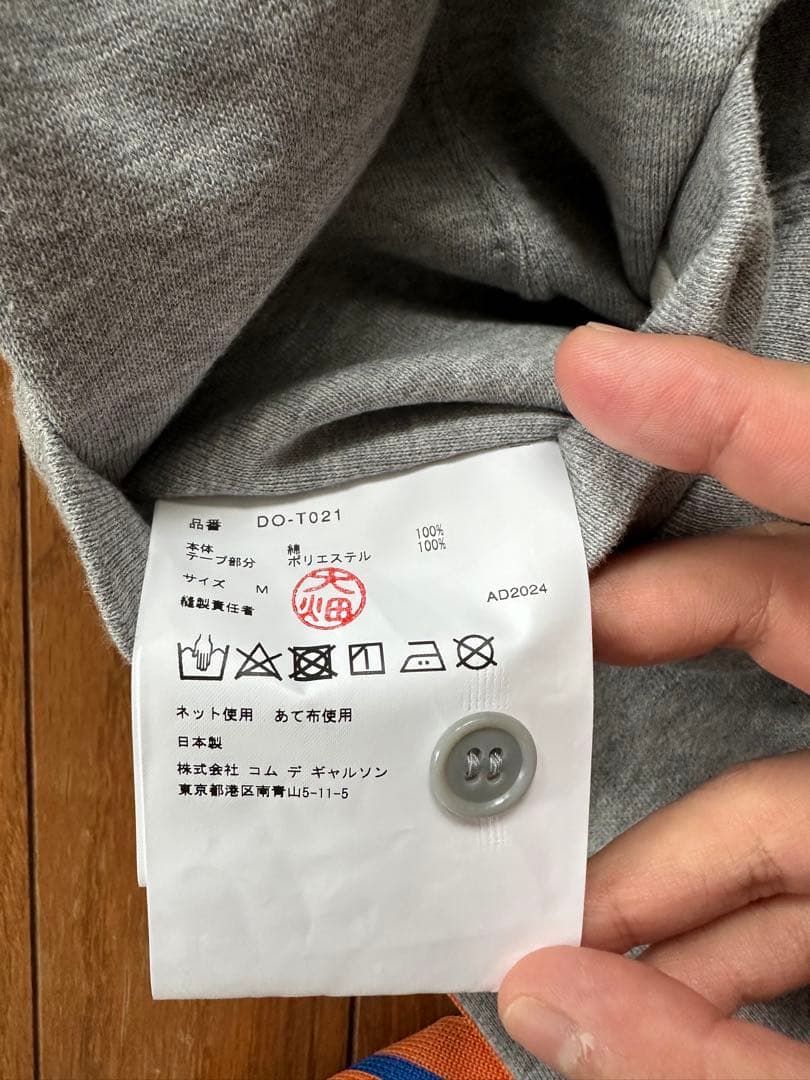 品番 DO-T021
本体 綿 100%
テープ部分 ポリエステル 100%
サイズ M
縫製責任者 大畑
AD2024
ネット使用 あて布使用
日本製
株式会社 コム デ ギャルソン
東京都港区南青山5-11-5